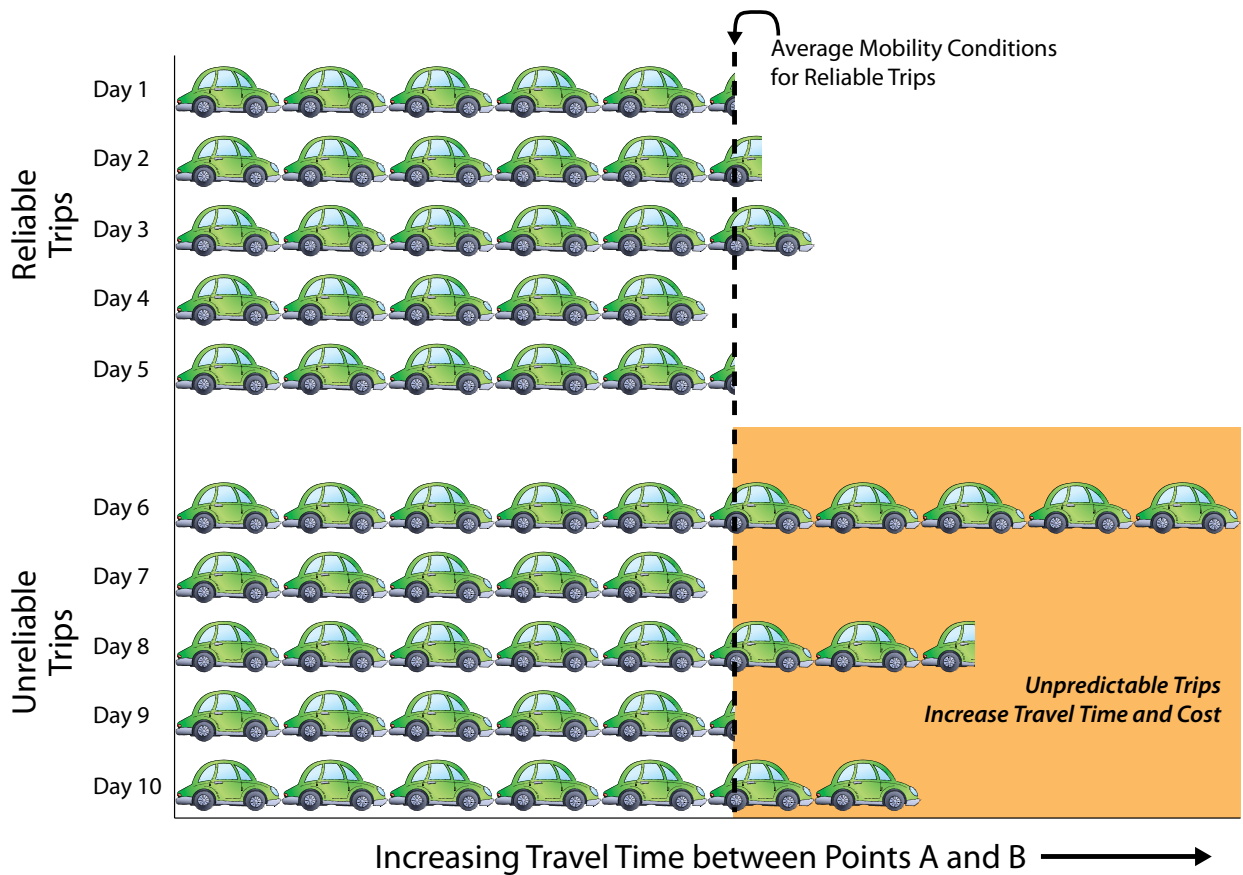 Average Mobility Conditions
for Reliable Trips
Reliable
Trips
Day 1
Day 2
Day 3
Day 4
Day 5
Unreliable
Trips
Day 6
Day 7
Day 8
Day 9
Day 10
Unpredictable Trips
Increase Travel Time and Cost
Increasing Travel Time between Points A and B